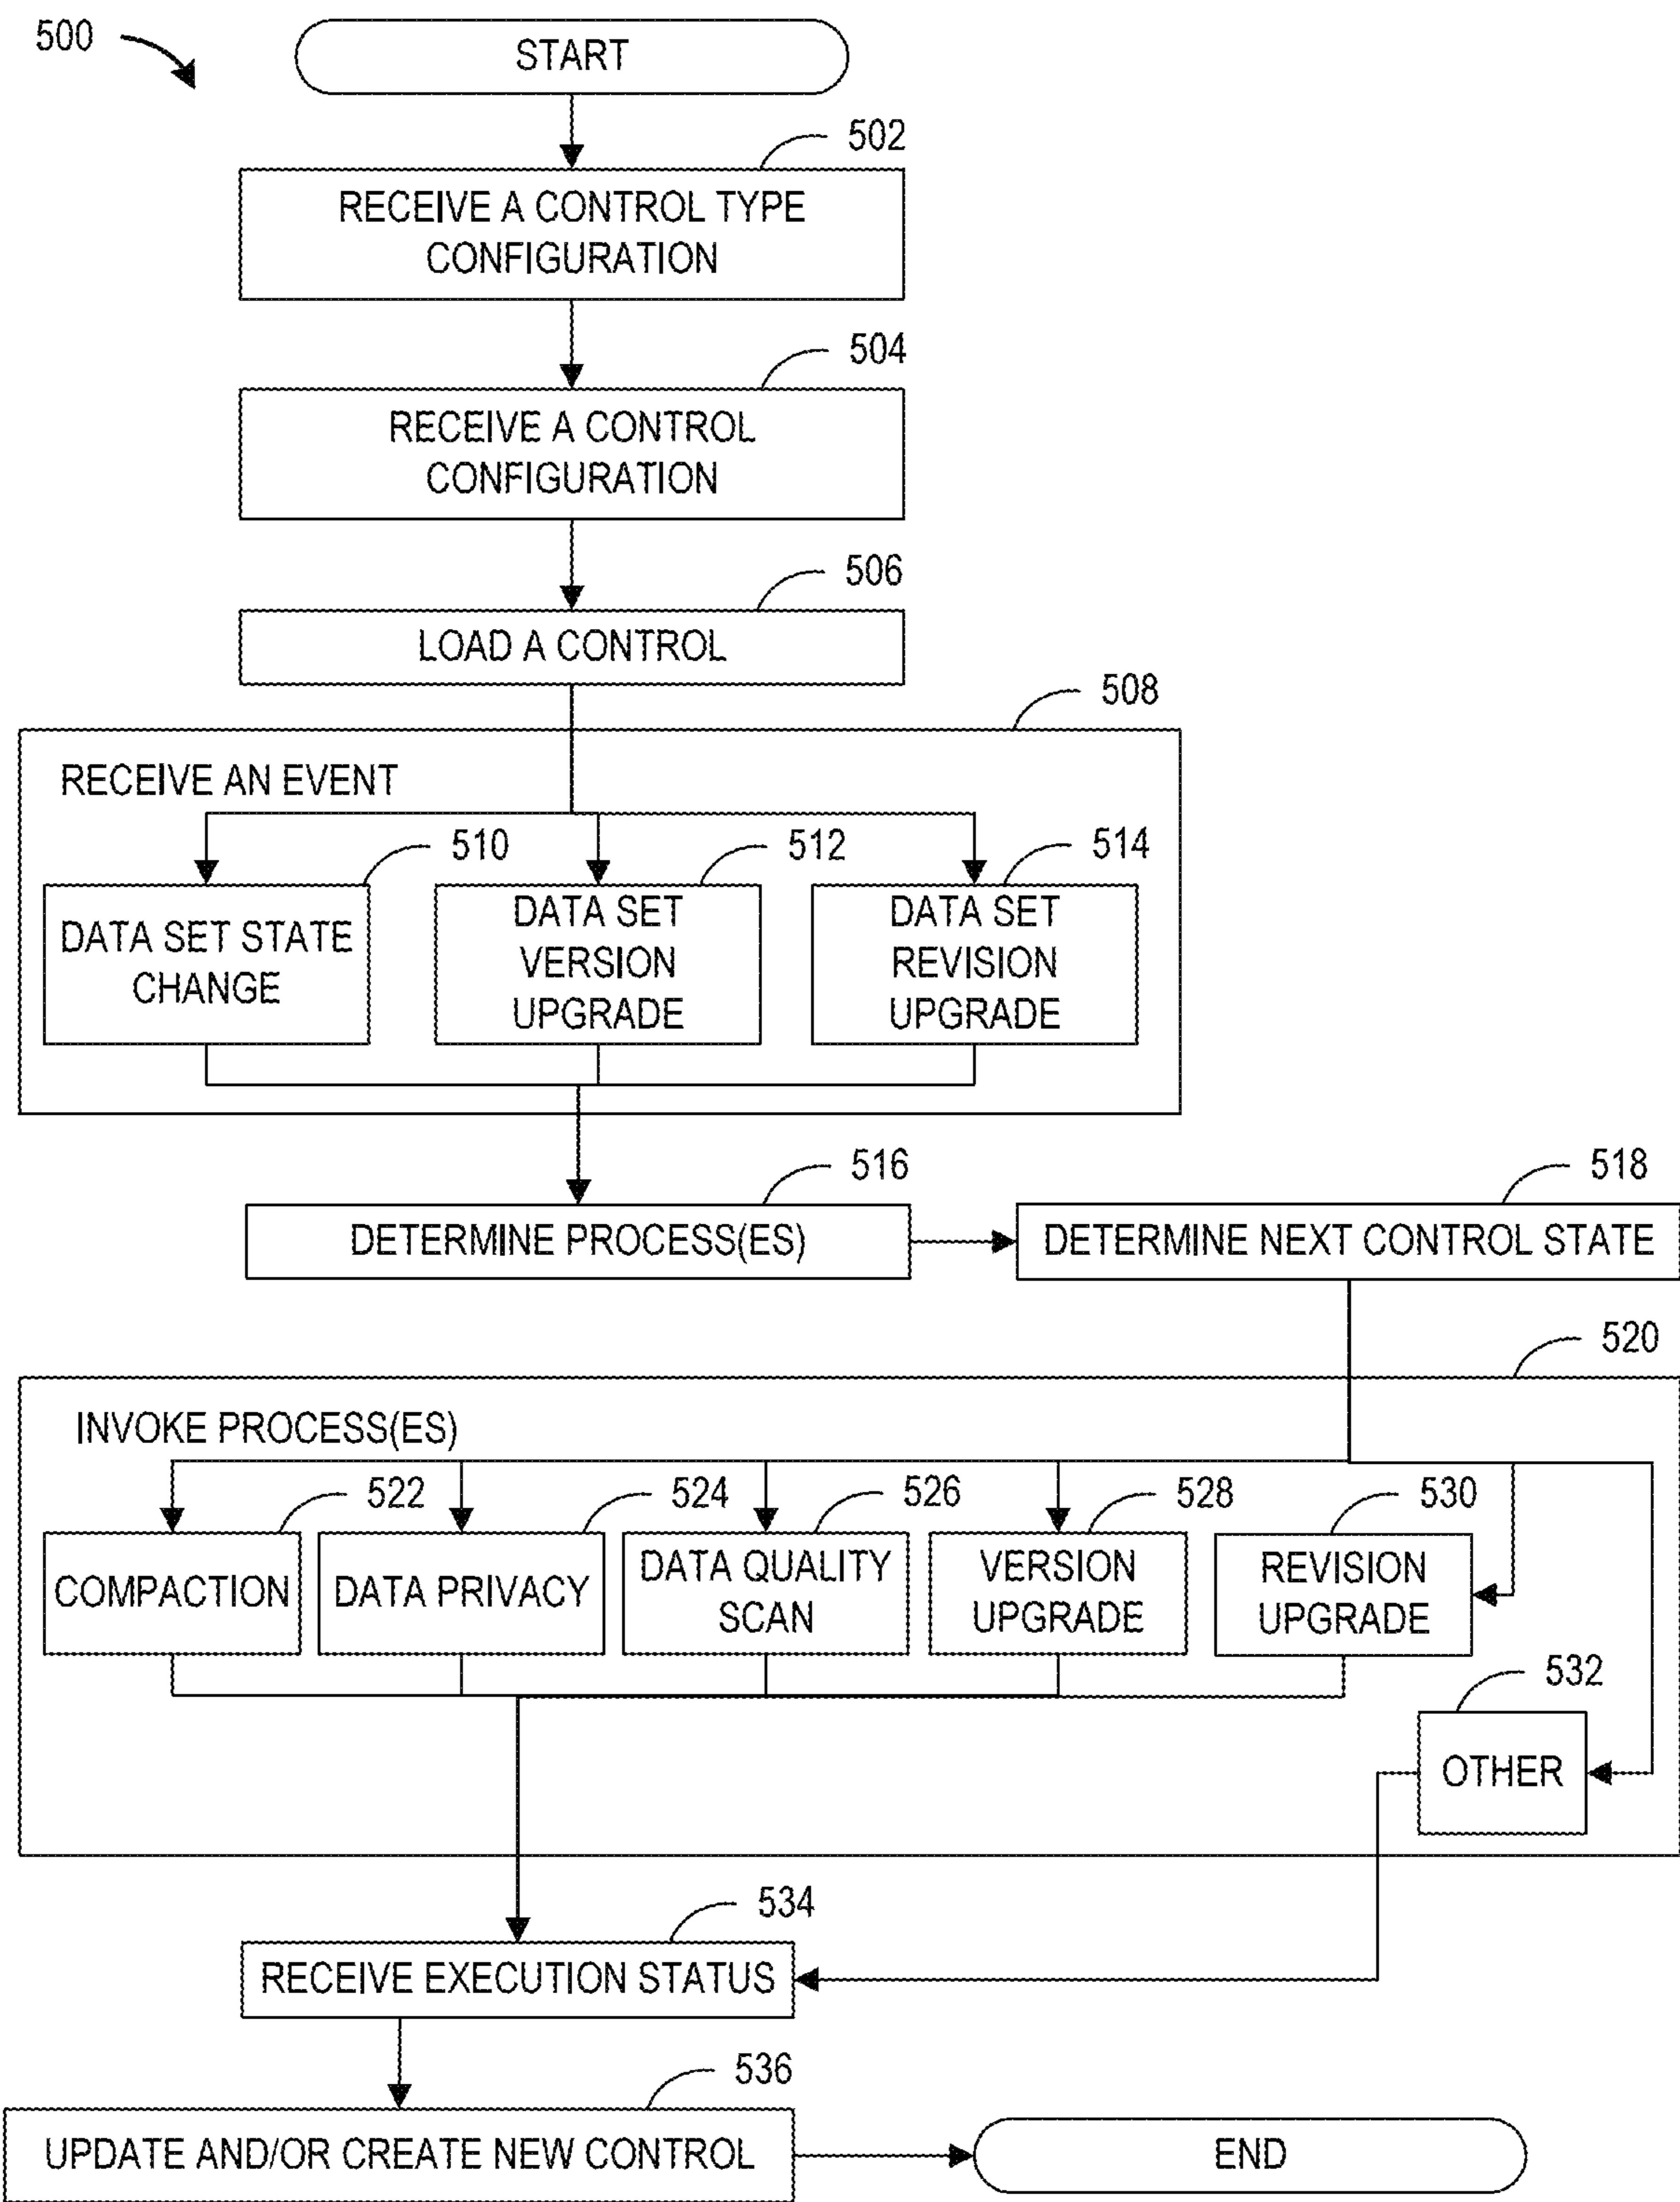 500
START
502
RECEIVE A CONTROL TYPE
CONFIGURATION
504
RECEIVE A CONTROL
CONFIGURATION
506
LOAD A CONTROL
508
RECEIVE AN EVENT
510
DATA SET STATE
CHANGE
512
DATA SET
VERSION
UPGRADE
514
DATA SET
REVISION
UPGRADE
516
DETERMINE PROCESS(ES)
518
DETERMINE NEXT CONTROL STATE
520
INVOKE PROCESS(ES)
522
COMPACTION
524
DATA PRIVACY
526
DATA QUALITY
SCAN
528
VERSION
UPGRADE
530
REVISION
UPGRADE
532
OTHER
534
RECEIVE EXECUTION STATUS
536
UPDATE AND/OR CREATE NEW CONTROL
END